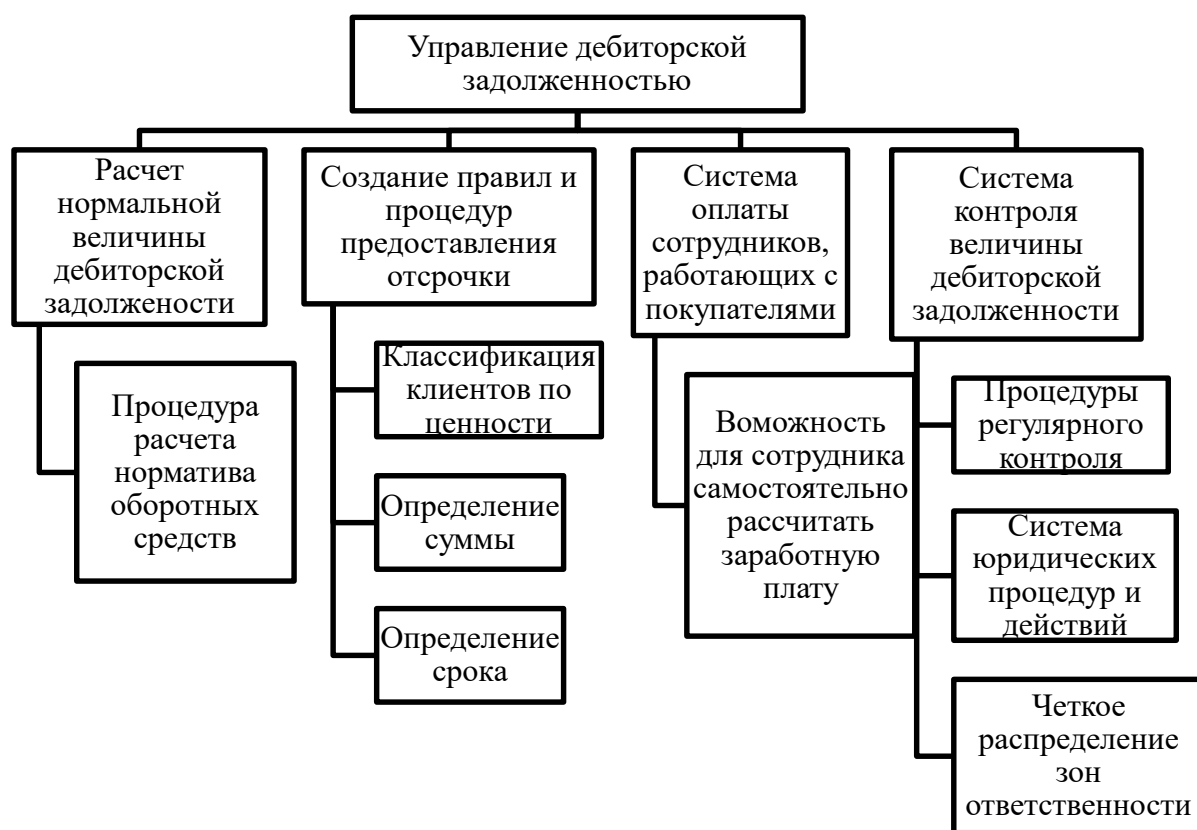 Управление дебиторской
задолженностью
Расчет
нормальной
величины
дебиторской
задолжености
Процедура
расчета
норматива
оборотных
средств
Создание правил и
процедур
предоставления
отсрочки
Классификация
клиентов по
ценности
Определение
суммы
Определение
срока
Система
оплаты
сотрудников,
работающих с
покупателями
Воможность
для сотрудника
самостоятельно
рассчитать
заработную
плату
Система
контроля
величины
дебиторской
задолженности
Процедуры
регулярного
контроля
Система
юридических
процедур и
действий
Четкое
распределение
зон
ответственности